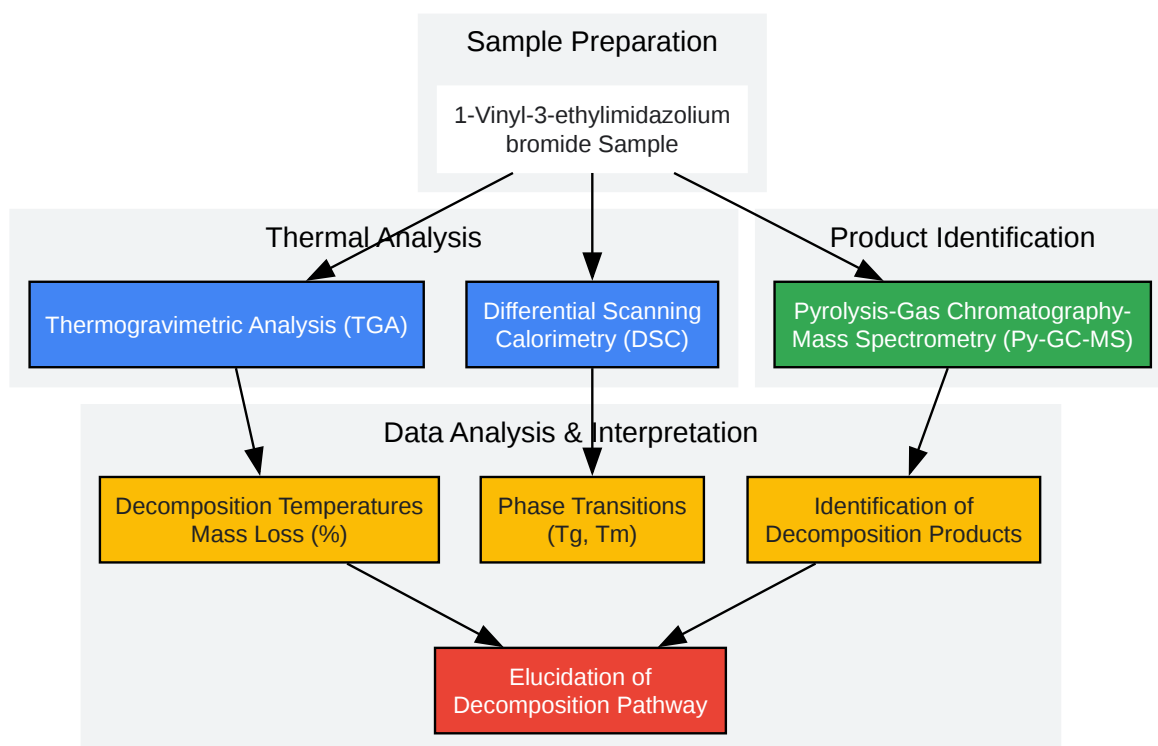 Sample Preparation
1-Vinyl-3-ethylimidazolium
bromide Sample
Thermal Analysis
Product Identification
Thermogravimetric Analysis (TGA)
Differential Scanning
Calorimetry (DSC)
Pyrolysis-Gas Chromatography-
Mass Spectrometry (Py-GC-MS)
Data Analysis & Interpretation
Decomposition Temperatures
Mass Loss (%)
Phase Transitions
(Tg, Tm)
Identification of
Decomposition Products
Elucidation of
Decomposition Pathway